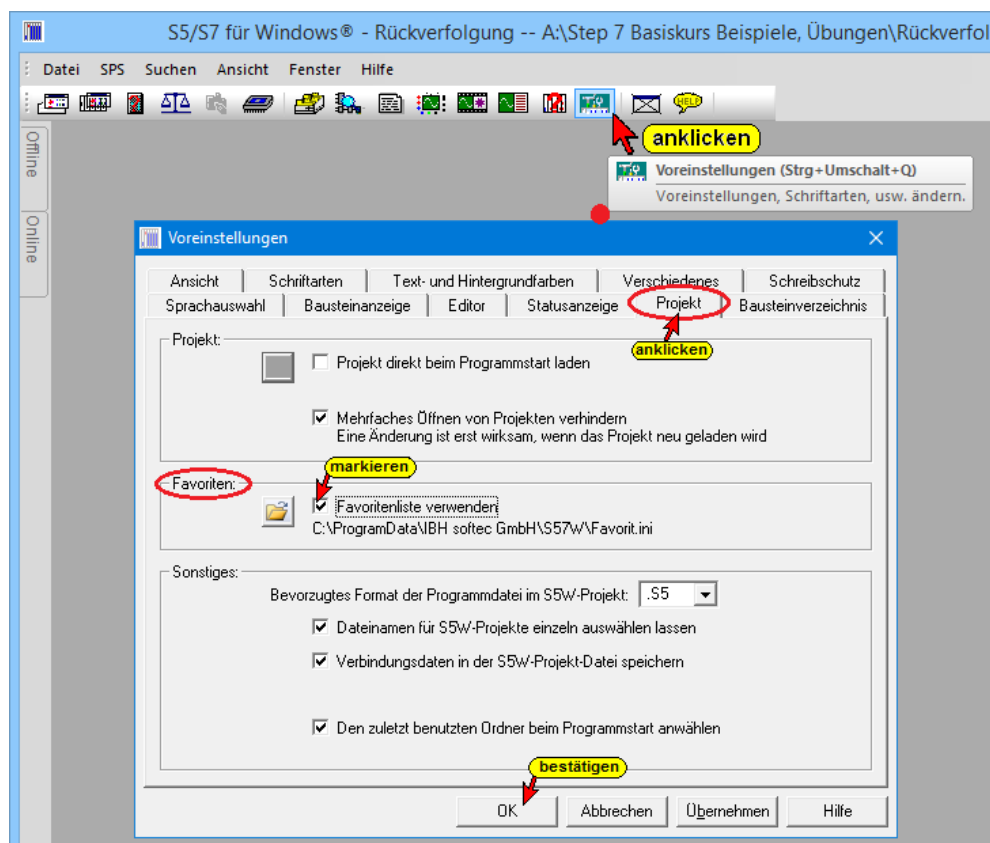 S5/S7 für Windows® - Rückverfolgung -- A:\Step 7 Basiskurs Beispiele, Übungen\Rückverfol
Datei SPS Suchen Ansicht Fenster Hilfe
HELP
anklicken
Offline
Online
Voreinstellungen (Strg+Umschalt+Q)
Voreinstellungen, Schriftarten, usw. ändern.
Voreinstellungen
Ansicht Schriftarten Text- und Hintergrundfarben Verschiedenes Schreibschutz
Sprachauswahl Bausteinanzeige Editor Statusanzeige Projekt Bausteinverzeichnis
anklicken
Projekt:
Projekt direkt beim Programmstart laden
Mehrfaches Öffnen von Projekten verhindern
Eine Änderung ist erst wirksam, wenn das Projekt neu geladen wird
markieren
Favoriten:
Favoritenliste verwenden
C:\ProgramData\IBH softec GmbH\S57W\Favorit.ini
Sonstiges:
Bevorzugtes Format der Programmdatei im S5W-Projekt: .S5
Dateinamen für S5W-Projekte einzeln auswählen lassen
Verbindungsdaten in der S5W-Projekt-Datei speichern
Den zuletzt benutzten Ordner beim Programmstart anwählen
bestätigen
OK Abbrechen Übernehmen Hilfe